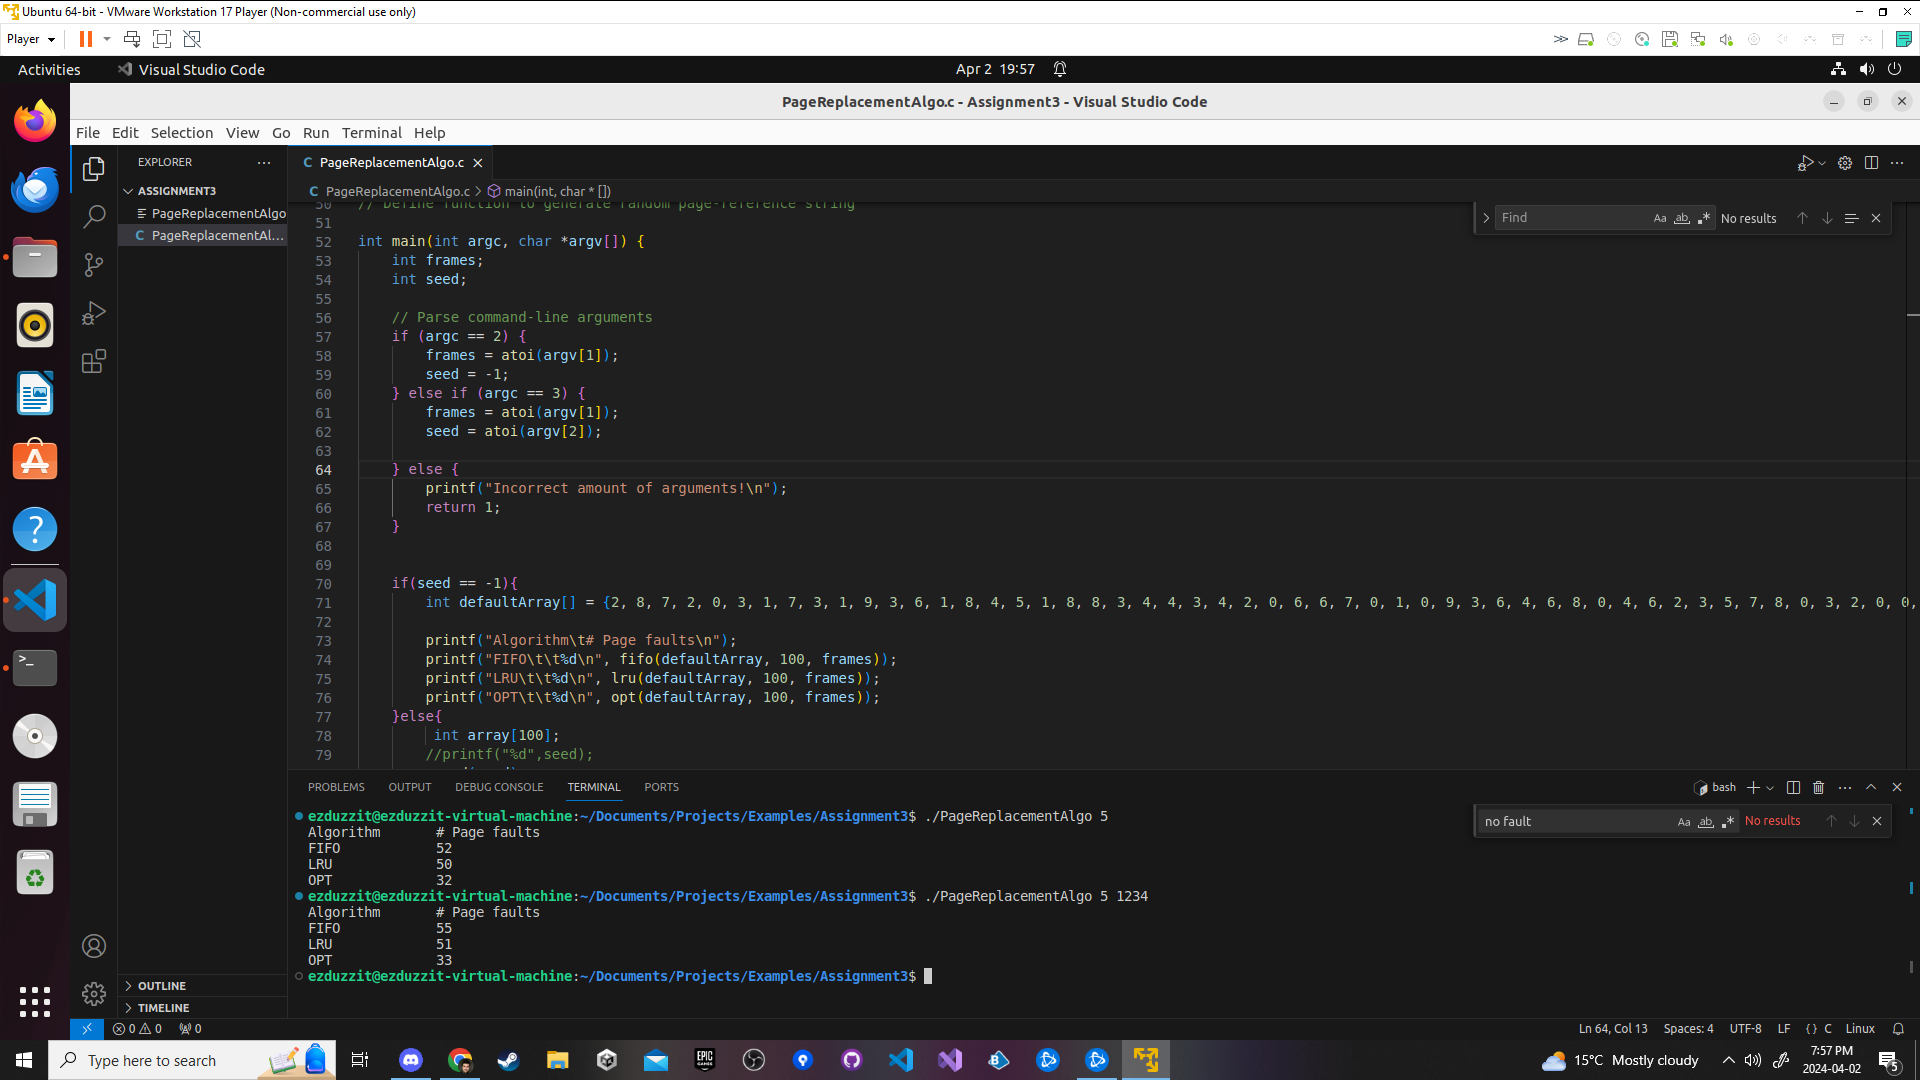 Ubuntu 64-bit - VMware Workstation 17 Player (Non-commercial use only)
Player
Activities
Visual Studio Code
Apr 2 19:57
PageReplacementAlgo.c - Assignment3 - Visual Studio Code
File Edit Selection View Go Run Terminal Help
EXPLORER
ASSIGNMENT3
PageReplacementAlgo
C PageReplacementAl...
OUTLINE
TIMELINE
C PageReplacementAlgo.c
C PageReplacementAlgo.c > main(int, char * [])
Find
Aa ab .*
No results
50 // Define function to generate random page-reference string
51
52 int main(int argc, char *argv[]) {
53 int frames;
54 int seed;
55
56 // Parse command-line arguments
57 if (argc == 2) {
58 frames = atoi(argv[1]);
59 seed = -1;
60 } else if (argc == 3) {
61 frames = atoi(argv[1]);
62 seed = atoi(argv[2]);
63
64 } else {
65 printf("Incorrect amount of arguments!\n");
66 return 1;
67 }
68
69
70 if(seed == -1){
71 int defaultArray[] = {2, 8, 7, 2, 0, 3, 1, 7, 3, 1, 9, 3, 6, 1, 8, 4, 5, 1, 8, 8, 3, 4, 4, 3, 4, 2, 0, 6, 6, 7, 0, 1, 0, 9, 3, 6, 4, 6, 8, 0, 4, 6, 2, 3, 5, 7, 8, 0, 3, 2, 0, 0,
72
73 printf("Algorithm\t# Page faults\n");
74 printf("FIFO\t\t%d\n", fifo(defaultArray, 100, frames));
75 printf("LRU\t\t%d\n", lru(defaultArray, 100, frames));
76 printf("OPT\t\t%d\n", opt(defaultArray, 100, frames));
77 }else{
78 int array[100];
79 //printf("%d",seed);
PROBLEMS OUTPUT DEBUG CONSOLE TERMINAL PORTS
bash
no fault
Aa ab .*
No results
ezduzzit@ezduzzit-virtual-machine:~/Documents/Projects/Examples/Assignment3$ ./PageReplacementAlgo 5
Algorithm # Page faults
FIFO 52
LRU 50
OPT 32
ezduzzit@ezduzzit-virtual-machine:~/Documents/Projects/Examples/Assignment3$ ./PageReplacementAlgo 5 1234
Algorithm # Page faults
FIFO 55
LRU 51
OPT 33
ezduzzit@ezduzzit-virtual-machine:~/Documents/Projects/Examples/Assignment3$
0 0 0
Ln 64, Col 13 Spaces: 4 UTF-8 LF {} C Linux
Type here to search
EPIC GAMES
15°C Mostly cloudy
7:57 PM
2024-04-02
5